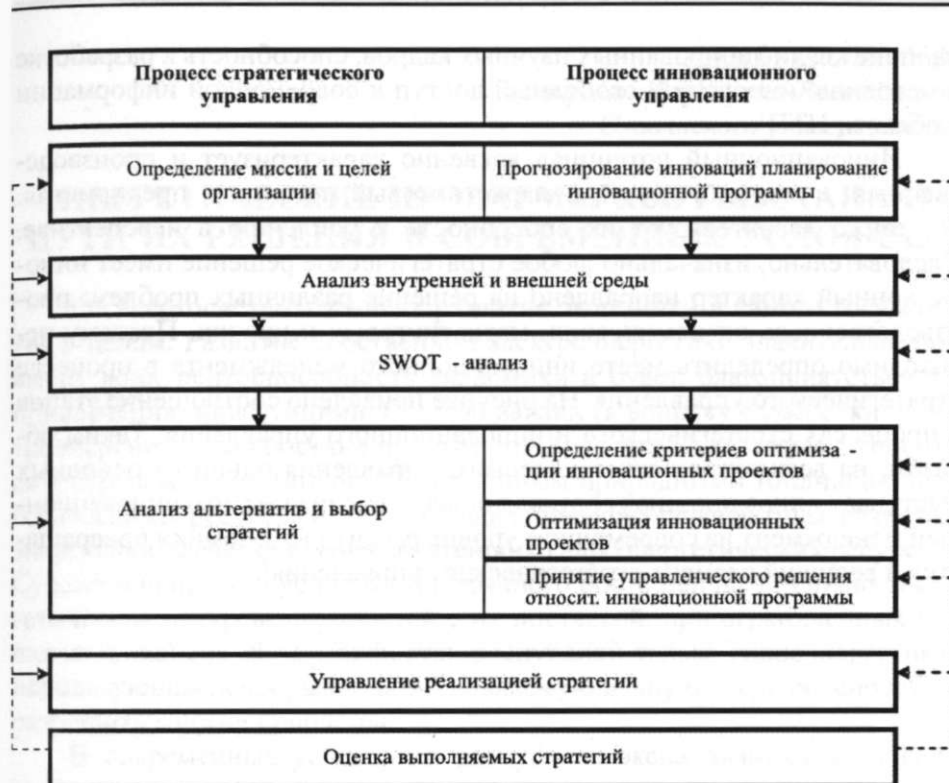 Процесс стратегического
управления
Процесс инновационного
управления
Определение миссии и целей
организации
Прогнозирование инноваций планирование
инновационной программы
Анализ внутренней и внешней среды
SWOT - анализ
Анализ альтернатив и выбор
стратегий
Определение критериев оптимиза -
ции инновационных проектов
Оптимизация инновационных
проектов
Принятие управленческого решения
относит. инновационной программы
Управление реализацией стратегии
Оценка выполняемых стратегий